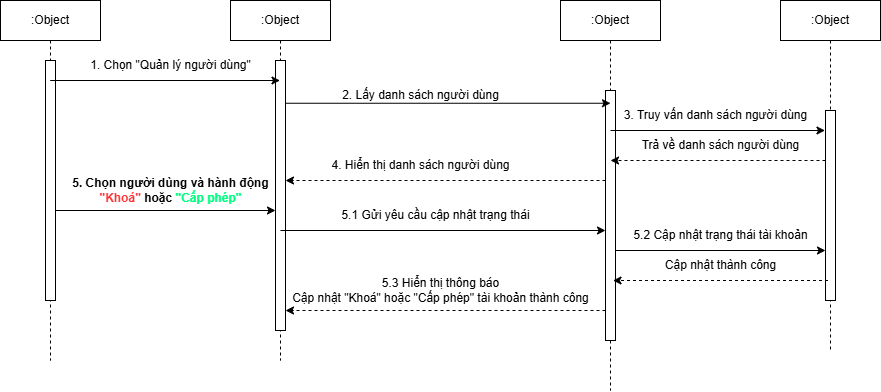 :Object
:Object
:Object
:Object
1. Chọn "Quản lý người dùng"
2. Lấy danh sách người dùng
3. Truy vấn danh sách người dùng
Trả về danh sách người dùng
4. Hiển thị danh sách người dùng
5. Chọn người dùng và hành động
"Khoá" hoặc "Cấp phép"
5.1 Gửi yêu cầu cập nhật trạng thái
5.2 Cập nhật trạng thái tài khoản
Cập nhật thành công
5.3 Hiển thị thông báo
Cập nhật "Khoá" hoặc "Cấp phép" tài khoản thành công